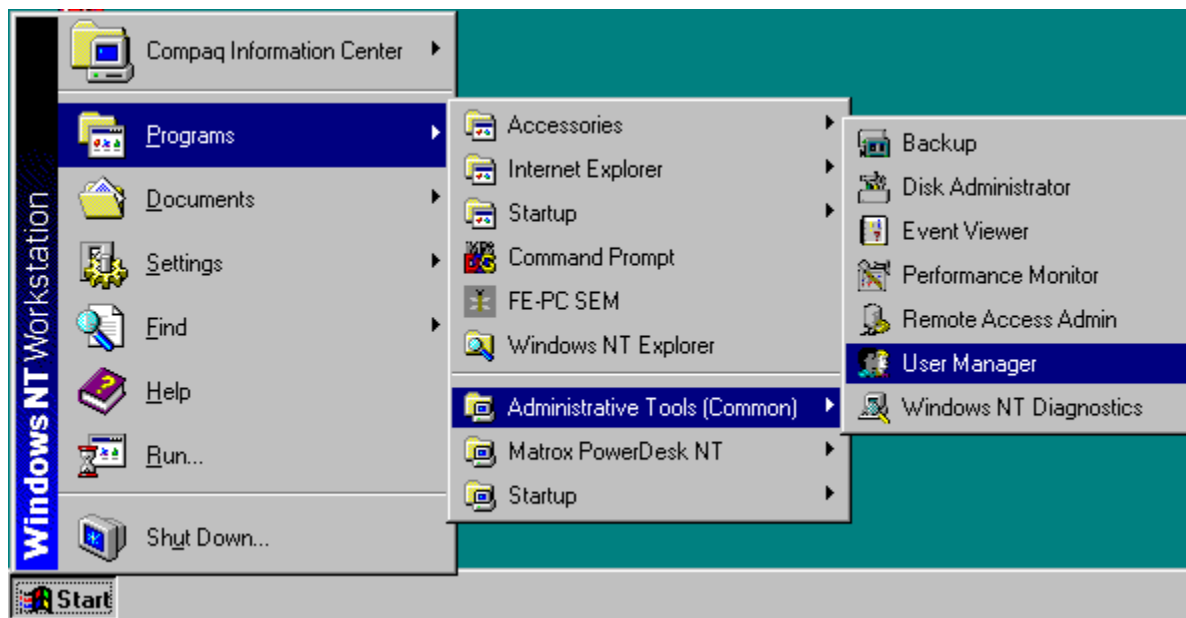 Compaq Information Center
Programs
Documents
Settings
Find
Help
Run...
Shut Down...
Windows NT Workstation
Start
Accessories
Internet Explorer
Startup
Command Prompt
FE-PC SEM
Windows NT Explorer
Administrative Tools (Common)
Matrox PowerDesk NT
Startup
Backup
Disk Administrator
Event Viewer
Performance Monitor
Remote Access Admin
User Manager
Windows NT Diagnostics